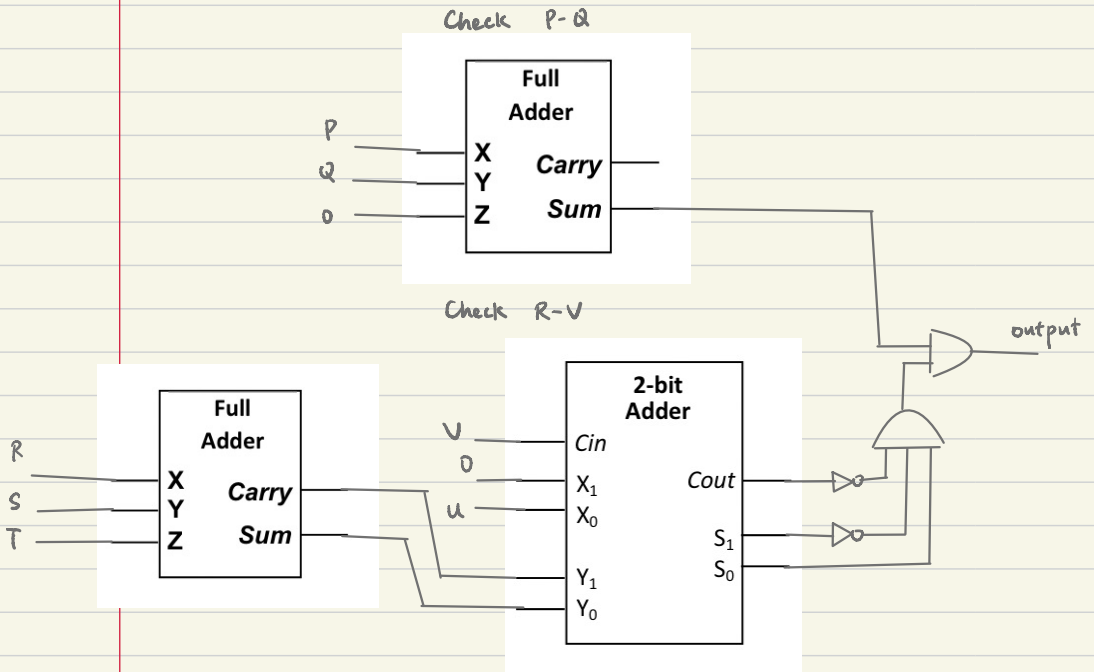 Check P-Q
Full
Adder
P
X
Carry
Q
Y
0
Z
Sum
Check R-V
output
2-bit
Adder
Full
Adder
V
Cin
R
0
X
X₁
Cout
Carry
S
Y
U
X₀
T
Z
Sum
S₁
S₀
Y₁
Y₀